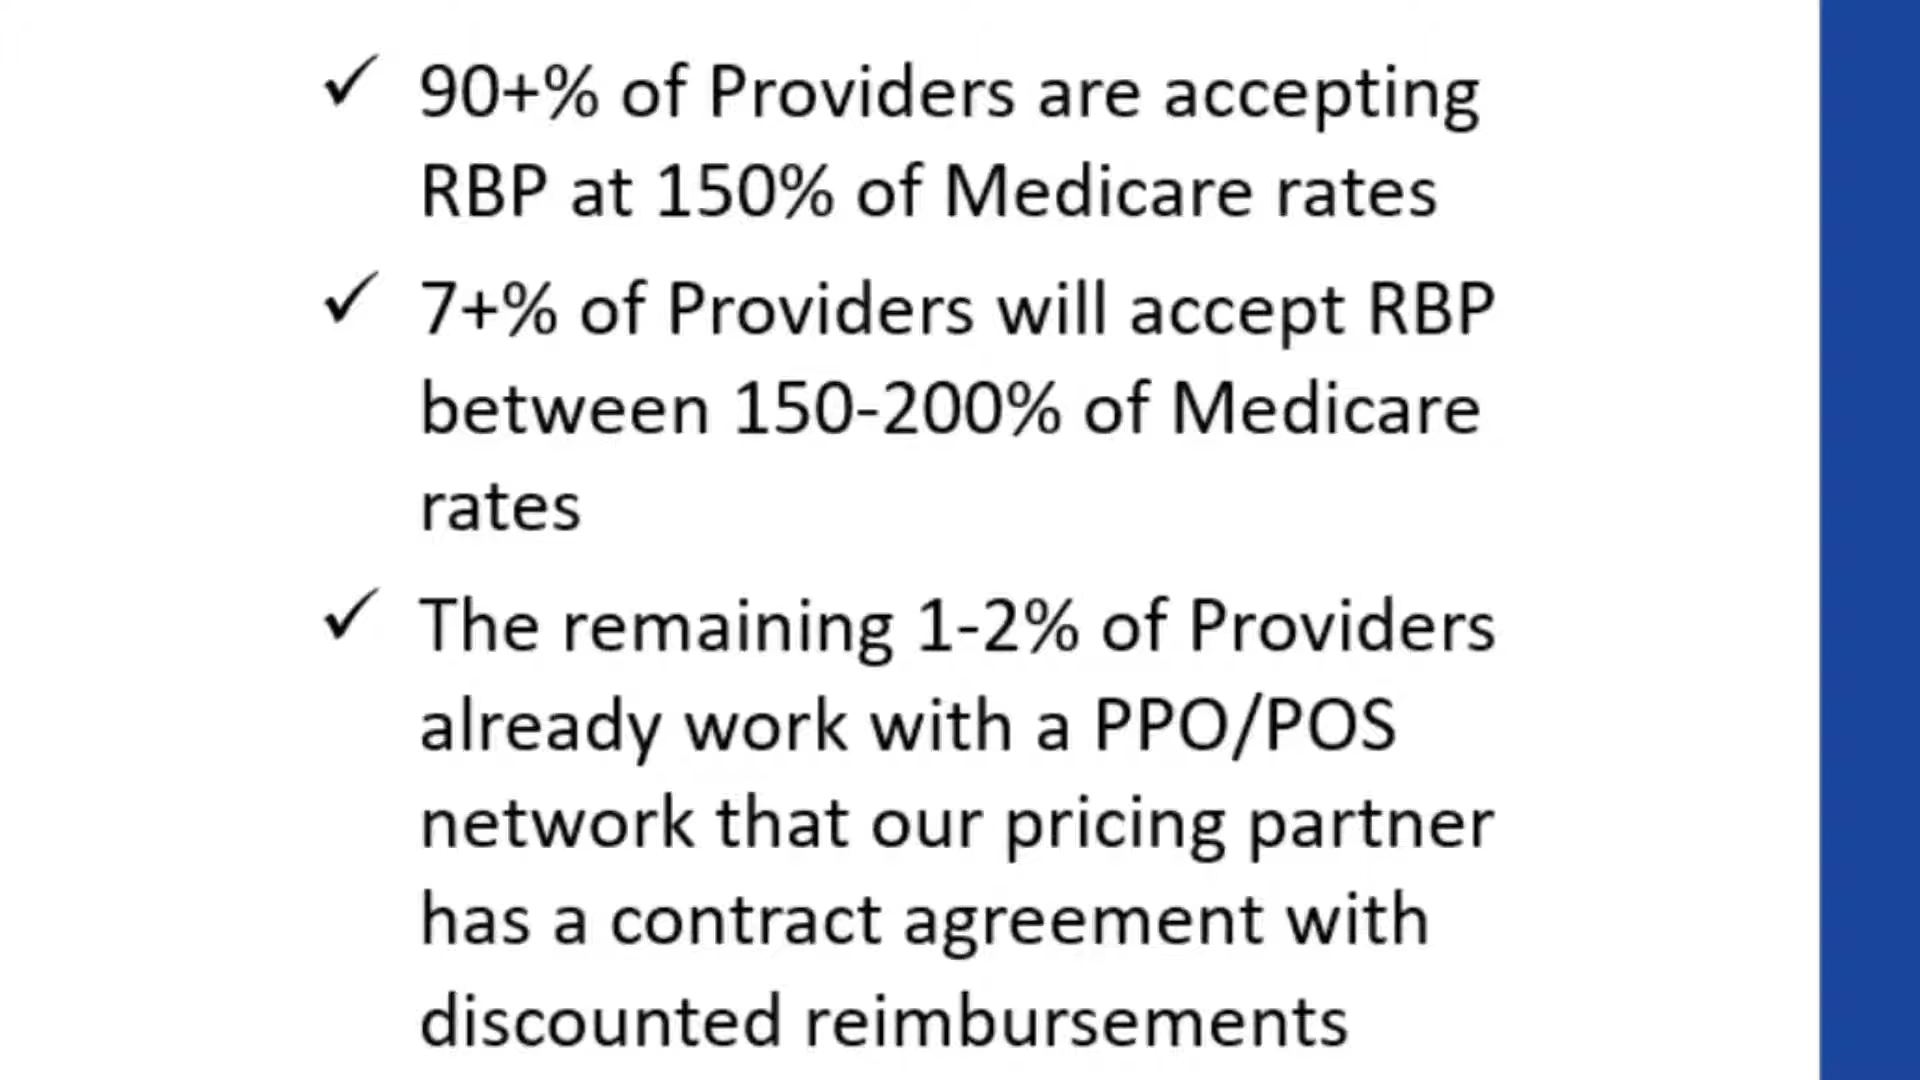 ✓ 90+% of Providers are accepting
RBP at 150% of Medicare rates
✓ 7+% of Providers will accept RBP
between 150-200% of Medicare
rates
✓ The remaining 1-2% of Providers
already work with a PPO/POS
network that our pricing partner
has a contract agreement with
discounted reimbursements